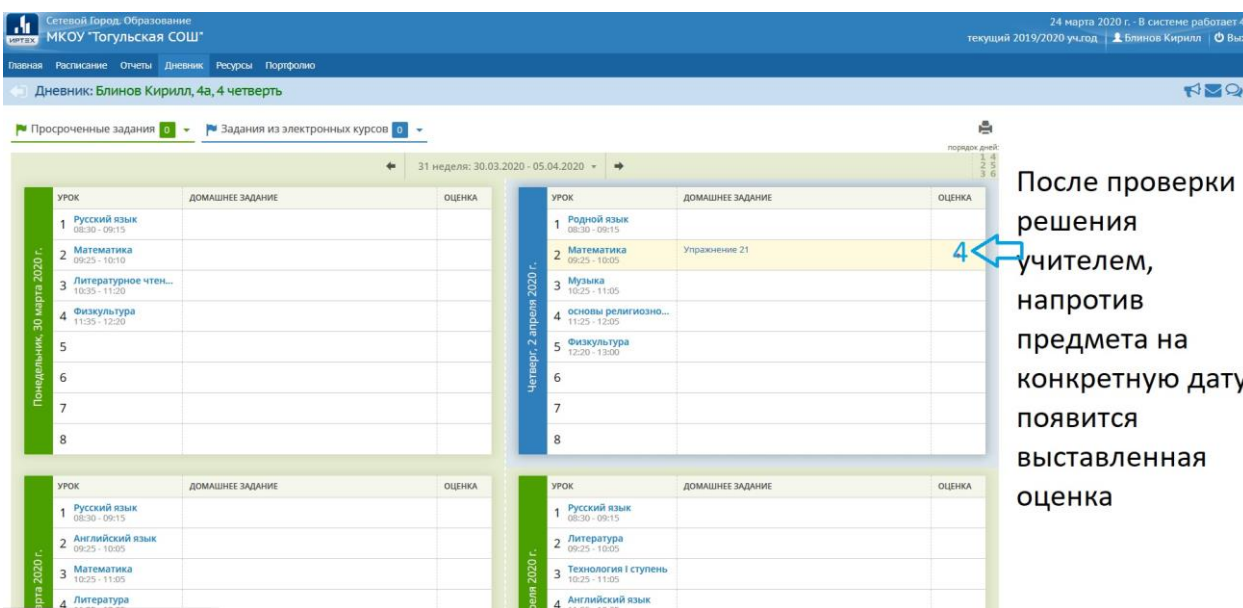 Сетевой Город. Образование
МКОУ "Тогульская СОШ"
ИРТЕХ
24 марта 2020 г. - В системе работает 4
текущий 2019/2020 уч.год Блинов Кирилл
Главная Расписание Отчеты Дневник Ресурсы Портфолио
Дневник: Блинов Кирилл, 4а, 4 четверть
Просроченные задания 0 Задания из электронных курсов 0
порядок дней:
1 4
2 5
3 6
31 неделя: 30.03.2020 - 05.04.2020
Понедельник, 30 марта 2020 г.
УРОК ДОМАШНЕЕ ЗАДАНИЕ ОЦЕНКА
1 Русский язык
08:30 - 09:15
2 Математика
09:25 - 10:10
3 Литературное чтен...
10:35 - 11:20
4 Физкультура
11:35 - 12:20
5
6
7
8
Четверг, 2 апреля 2020 г.
УРОК ДОМАШНЕЕ ЗАДАНИЕ ОЦЕНКА
1 Родной язык
08:30 - 09:15
2 Математика Упражнение 21 4
09:25 - 10:05
3 Музыка
10:25 - 11:05
4 основы религиозно...
11:25 - 12:05
5 Физкультура
12:20 - 13:00
6
7
8
УРОК ДОМАШНЕЕ ЗАДАНИЕ ОЦЕНКА
1 Русский язык
08:30 - 09:15
2 Английский язык
09:25 - 10:05
3 Математика
10:25 - 11:05
4 Литература
2020 г.
УРОК ДОМАШНЕЕ ЗАДАНИЕ ОЦЕНКА
1 Русский язык
08:30 - 09:15
2 Литература
09:25 - 10:05
3 Технология I ступень
10:25 - 11:05
4 Английский язык
2020 г.
После проверки
решения
учителем,
напротив
предмета на
конкретную дату
появится
выставленная
оценка